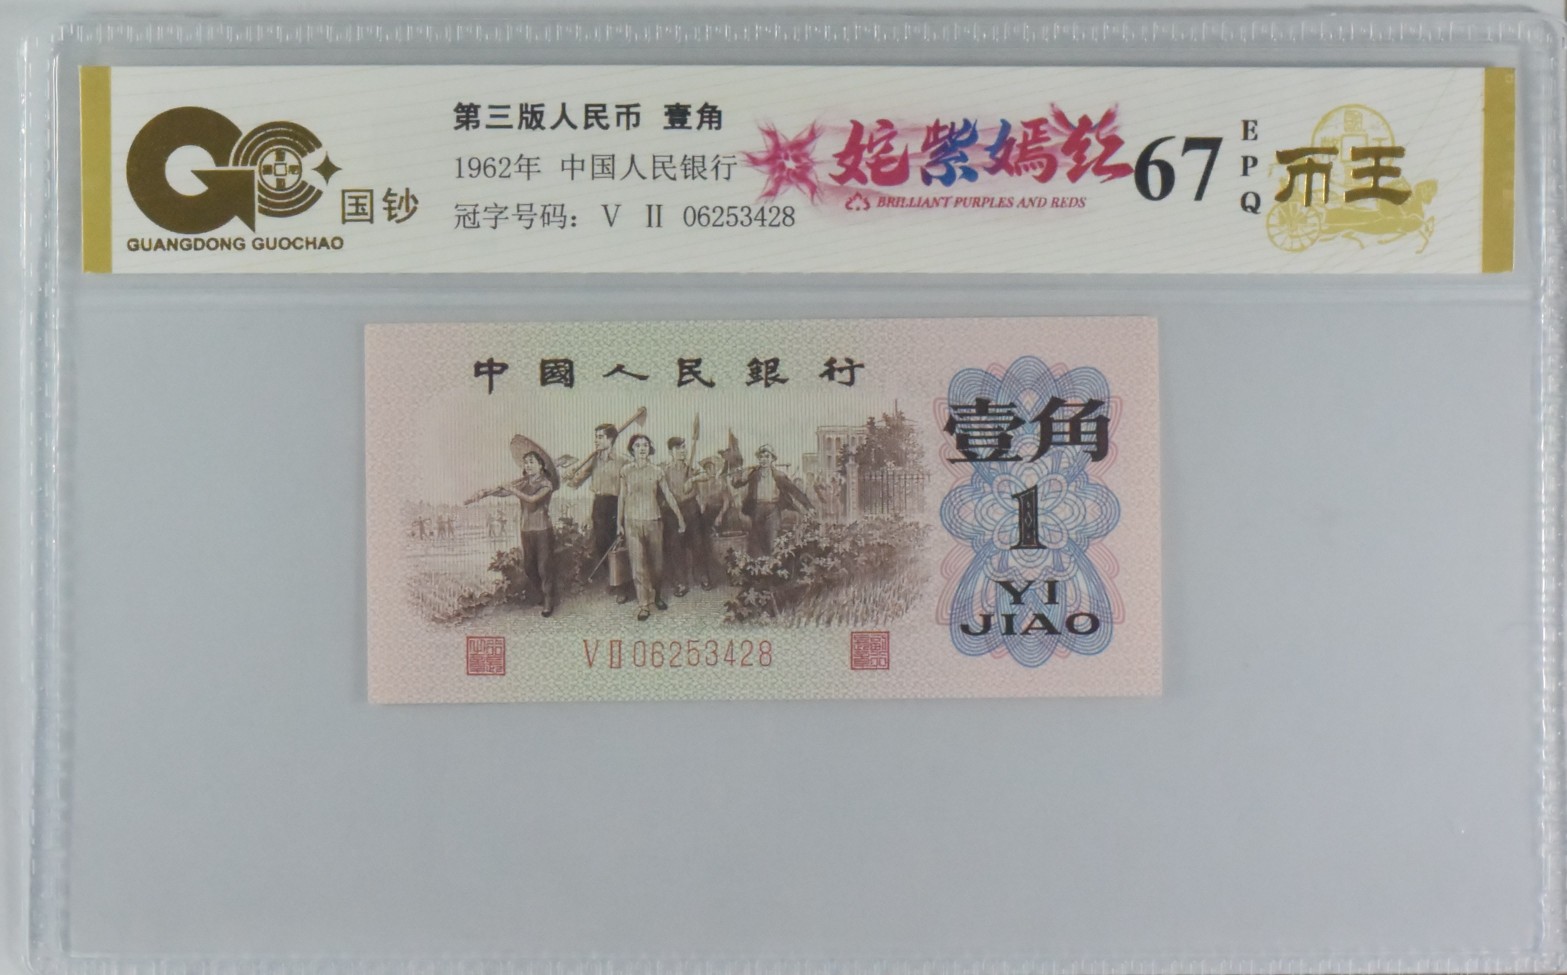 国钞
GUANGDONG GUOCHAO
第三版人民币 壹角
1962年 中国人民银行
冠字号码：V Ⅱ 06253428
姹紫嫣红
BRILLIANT PURPLES AND REDS
67
EPQ
币王
中國人民銀行
壹角
1
YI
JIAO
VⅡ06253428